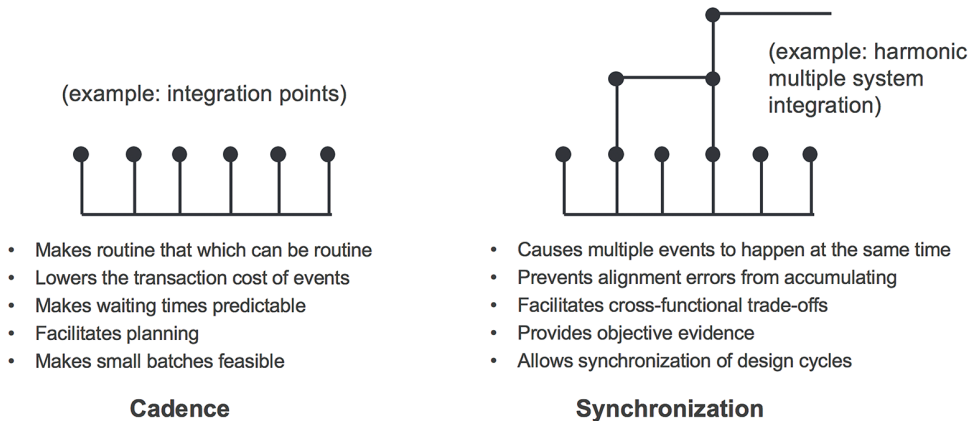 (example: integration points)
• Makes routine that which can be routine
• Lowers the transaction cost of events
• Makes waiting times predictable
• Facilitates planning
• Makes small batches feasible
Cadence
(example: harmonic
multiple system
integration)
• Causes multiple events to happen at the same time
• Prevents alignment errors from accumulating
• Facilitates cross-functional trade-offs
• Provides objective evidence
• Allows synchronization of design cycles
Synchronization